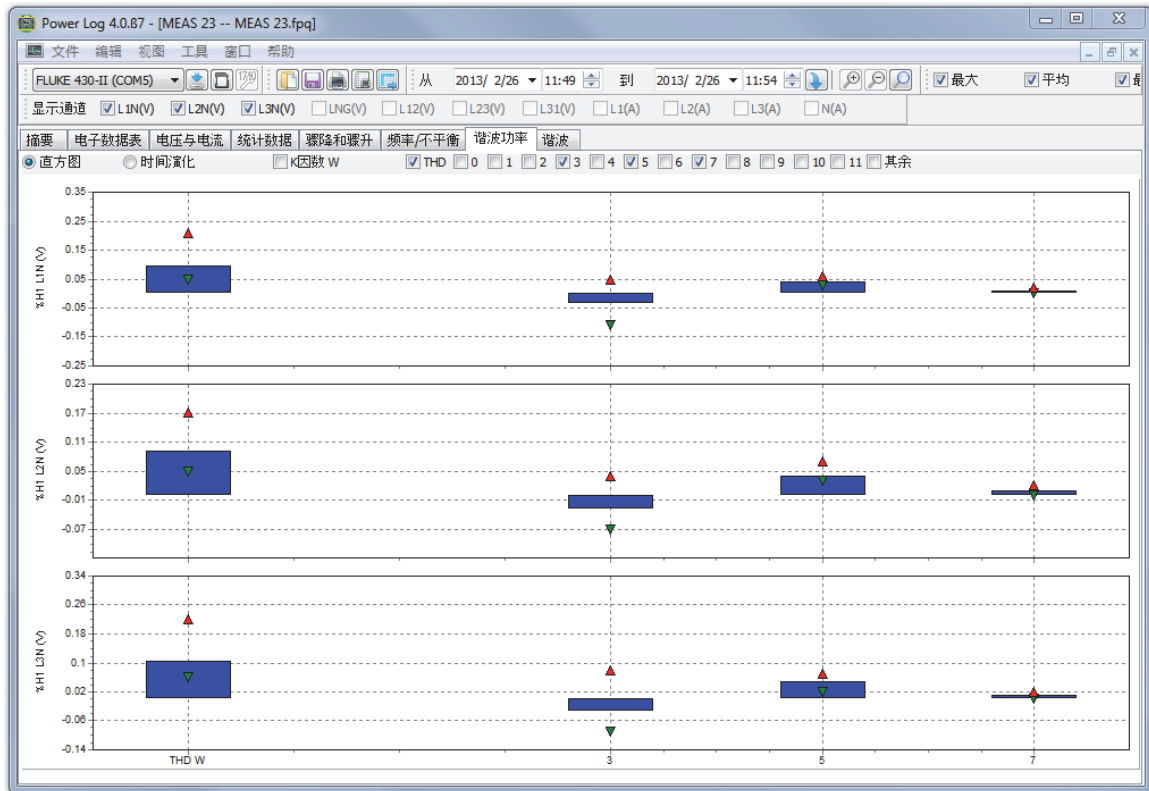 Power Log 4.0.87 - [MEAS 23 -- MEAS 23.fpq]
文件 编辑 视图 工具 窗口 帮助
FLUKE 430-II (COM5) 从 2013/ 2/26 11:49 到 2013/ 2/26 11:54 最大 平均
显示通道 L1N(V) L2N(V) L3N(V) LNG(V) L12(V) L23(V) L31(V) L1(A) L2(A) L3(A) N(A)
摘要 电子数据表 电压与电流 统计数据 骤降和骤升 频率/不平衡 谐波功率 谐波
直方图 时间演化 K因数 W THD 0 1 2 3 4 5 6 7 8 9 10 11 其余
%H1 L1N (V)
0.35
0.25
0.15
0.05
-0.05
-0.15
-0.25
%H1 L2N (V)
0.23
0.17
0.11
0.05
-0.01
-0.07
%H1 L3N (V)
0.34
0.26
0.18
0.1
0.02
-0.06
-0.14
THD W 3 5 7